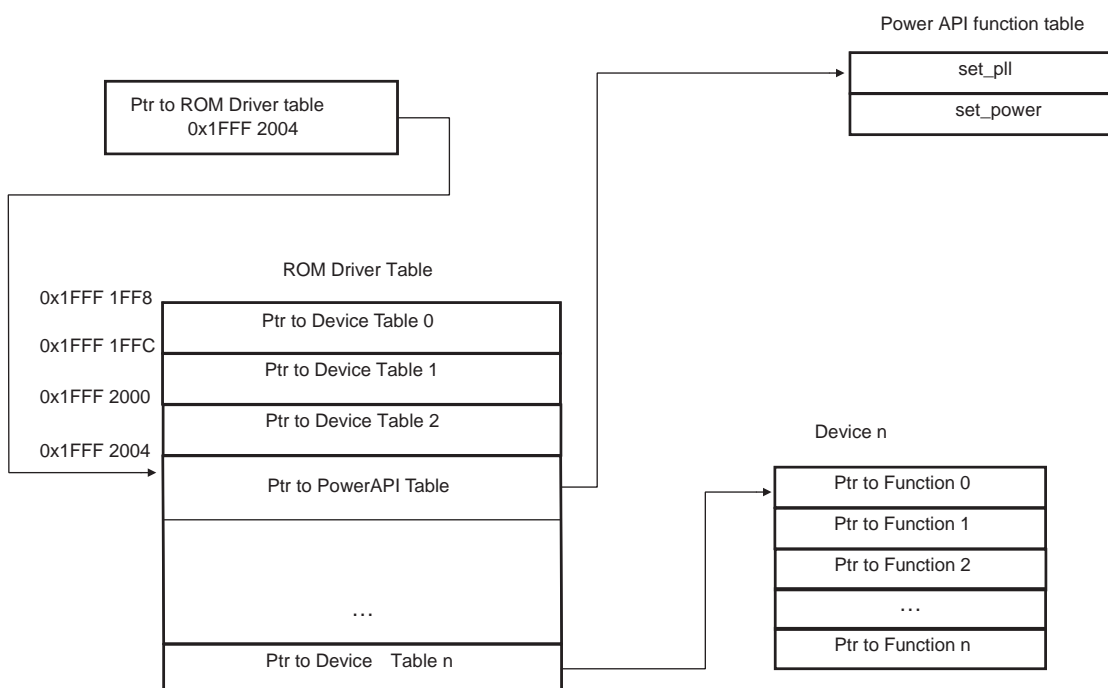 Power API function table
set_pll
set_power
Ptr to ROM Driver table
0x1FFF 2004
ROM Driver Table
0x1FFF 1FF8
Ptr to Device Table 0
0x1FFF 1FFC
Ptr to Device Table 1
0x1FFF 2000
Ptr to Device Table 2
0x1FFF 2004
Ptr to PowerAPI Table
…
Ptr to Device Table n
Device n
Ptr to Function 0
Ptr to Function 1
Ptr to Function 2
…
Ptr to Function n